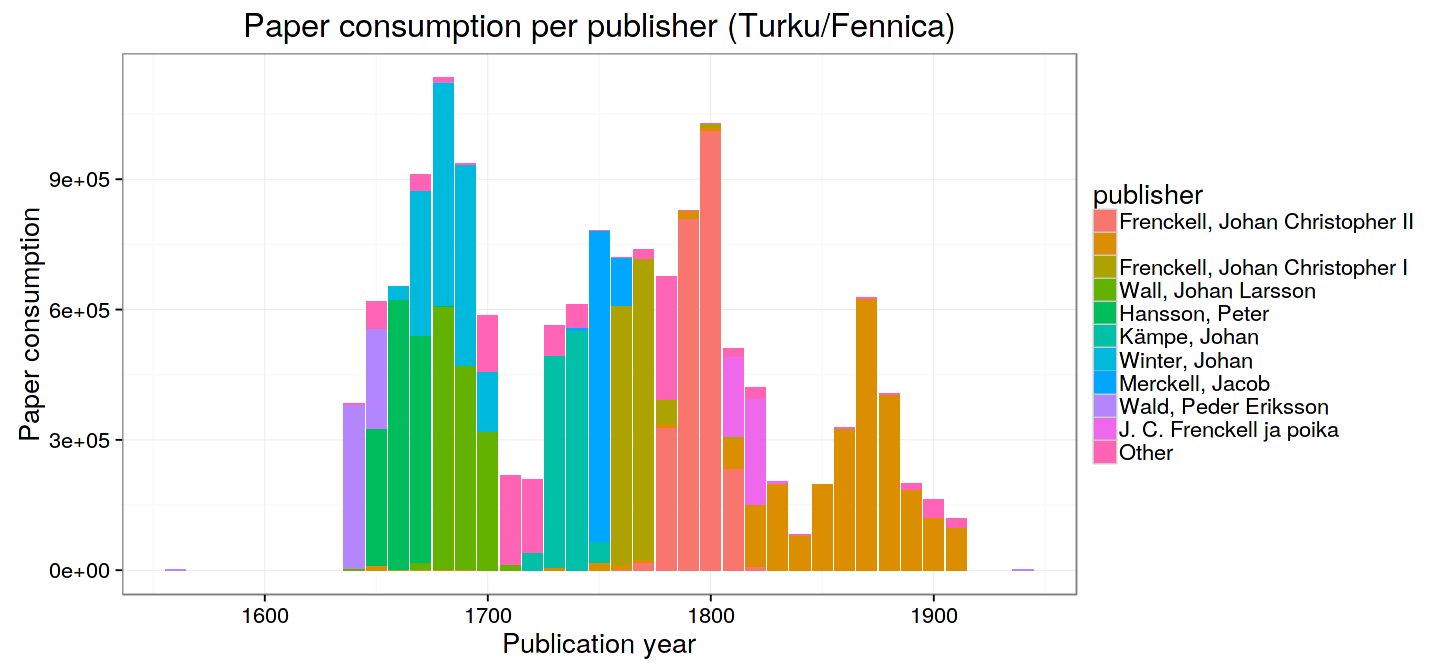 Paper consumption per publisher (Turku/Fennica)
Paper consumption
9e+05
6e+05
3e+05
0e+00
1600
1700
1800
1900
Publication year
publisher
Frenckell, Johan Christopher II
Frenckell, Johan Christopher I
Wall, Johan Larsson
Hansson, Peter
Kämpe, Johan
Winter, Johan
Merckell, Jacob
Wald, Peder Eriksson
J. C. Frenckell ja poika
Other